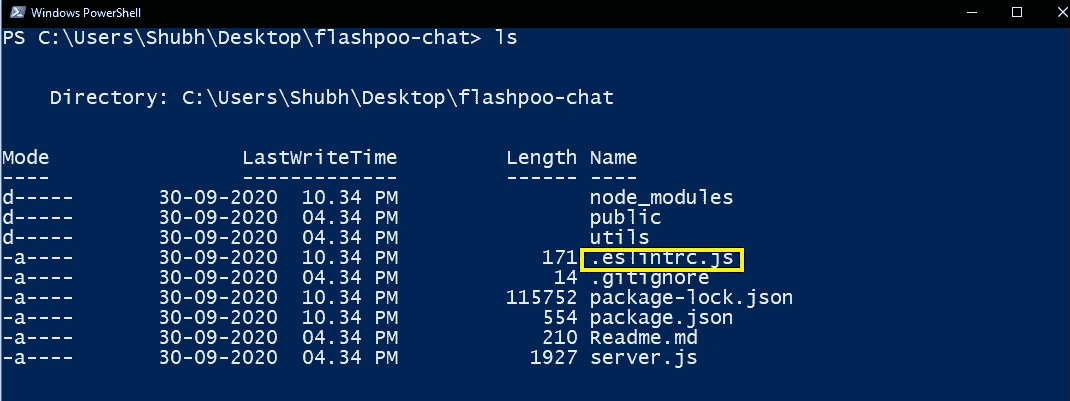 Windows PowerShell
PS C:\Users\Shubh\Desktop\flashpoo-chat> ls
Directory: C:\Users\Shubh\Desktop\flashpoo-chat
Mode                LastWriteTime         Length Name
----                -------------         ------ ----
d-----       30-09-2020  10.34 PM                node_modules
d-----       30-09-2020  04.34 PM                public
d-----       30-09-2020  04.34 PM                utils
-a----       30-09-2020  10.34 PM            171 .eslintrc.js
-a----       30-09-2020  04.34 PM             14 .gitignore
-a----       30-09-2020  10.34 PM         115752 package-lock.json
-a----       30-09-2020  10.34 PM            554 package.json
-a----       30-09-2020  04.34 PM            210 Readme.md
-a----       30-09-2020  04.34 PM           1927 server.js